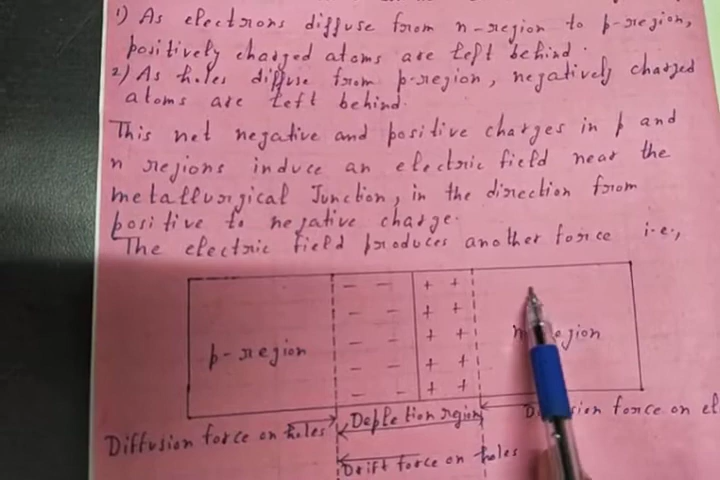 1) As electrons diffuse from n-region to p-region,
positively charged atoms are left behind.
2) As holes diffuse from p-region, negatively charged
atoms are left behind.
This net negative and positive charges in p and
n regions induce an electric field near the
metallurgical Junction, in the direction from
positive to negative charge.
The electric field produces another force i.e.,
- - + +
- - + +
p-region - - + + region
- - + +
- - + +
Diffusion force on holes Depletion region force on el
Drift force on holes